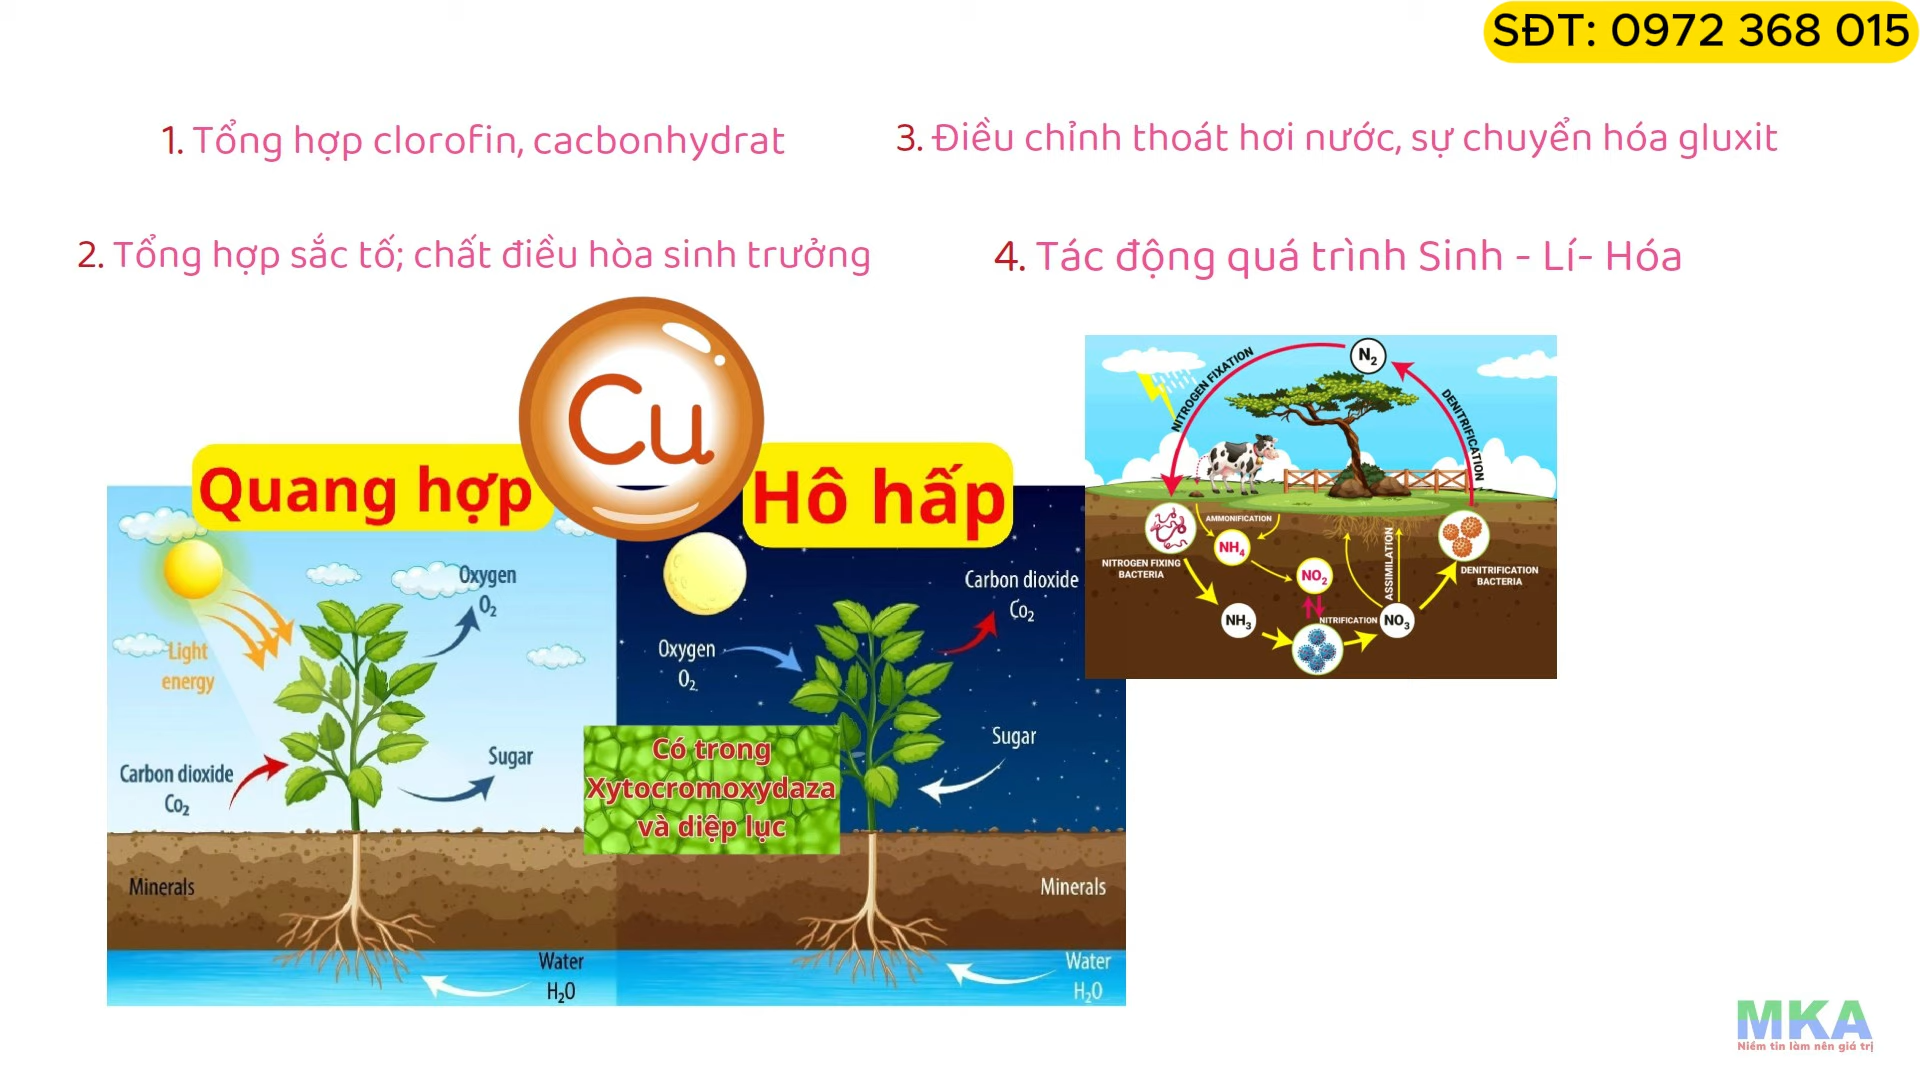 SĐT: 0972 368 015
1. Tổng hợp clorofin, cacbonhydrat
3. Điều chỉnh thoát hơi nước, sự chuyển hóa gluxit
2. Tổng hợp sắc tố; chất điều hòa sinh trưởng
4. Tác động quá trình Sinh - Lí- Hóa
Cu
Quang hợp
Hô hấp
Oxygen
O₂
Light
energy
Carbon dioxide
Co₂
Sugar
Minerals
Water
H₂O
Carbon dioxide
Co₂
Oxygen
O₂
Sugar
Có trong
Xytocromoxydaza
và diệp lục
Minerals
Water
H₂O
N₂
NITROGEN FIXATION
DENITRIFICATION
AMMONIFICATION
NH₄
NITROGEN FIXING
BACTERIA
NO₂
ASSIMILATION
DENITRIFICATION
BACTERIA
NH₃
NITRIFICATION
NO₃
MKA
Niềm tin làm nên giá trị